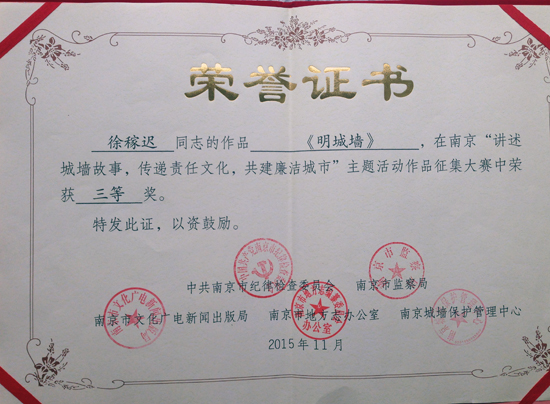 荣誉证书
徐稼迟 同志的作品 《明城墙》 ，在南京“讲述
城墙故事，传递责任文化，共建廉洁城市”主题活动作品征集大赛中荣
获 三等 奖。
特发此证，以资鼓励。
中共南京市纪律检查委员会 南京市监察局
南京市文化广电新闻出版局 南京市地方志办公室 南京城墙保护管理中心
2015年11月